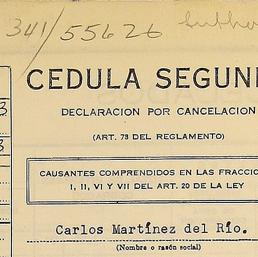 341/55626
CEDULA SEGUN
DECLARACION POR CANCELACION
(ART. 73 DEL REGLAMENTO)
CAUSANTES COMPRENDIDOS EN LAS FRACCIO
I, II, VI Y VII DEL ART. 20 DE LA LEY
Carlos Martínez del Río.
(Nombre o razón social)